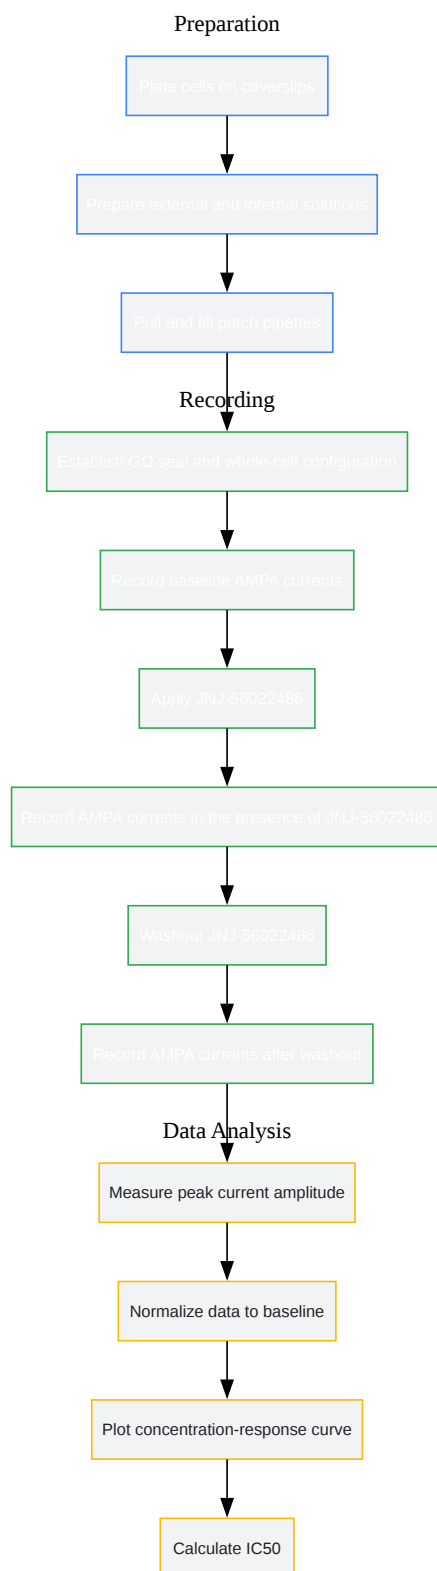 Preparation
Plate cells on coverslips
Prepare external and internal solutions
Pull and fill patch pipettes
Recording
Establish GΩ seal and whole-cell configuration
Record baseline AMPA currents
Apply JNJ-56022486
Record AMPA currents in the presence of JNJ-56022486
Washout JNJ-56022486
Record AMPA currents after washout
Data Analysis
Measure peak current amplitude
Normalize data to baseline
Plot concentration-response curve
Calculate IC50